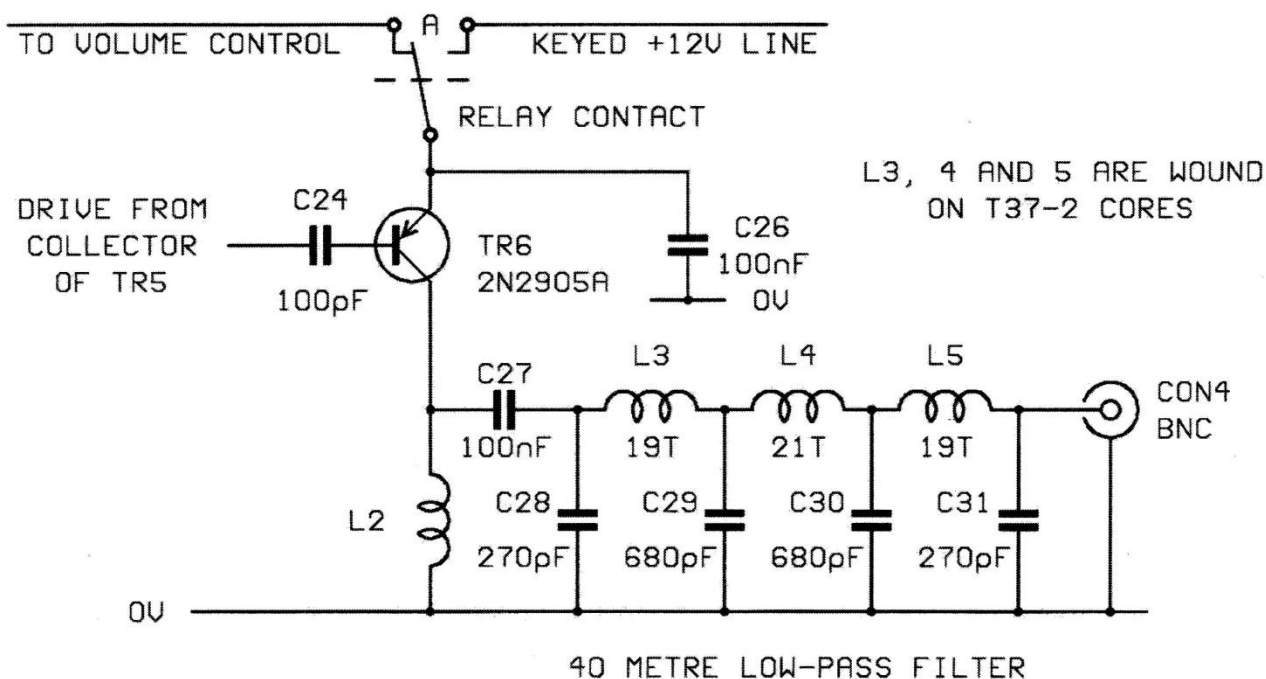 A
TO VOLUME CONTROL
KEYED +12V LINE
RELAY CONTACT
L3, 4 AND 5 ARE WOUND
ON T37-2 CORES
DRIVE FROM
COLLECTOR
OF TR5
C24
100pF
TR6
2N2905A
C26
100nF
0V
C27
100nF
L3
19T
L4
21T
L5
19T
CON4
BNC
L2
C28
270pF
C29
680pF
C30
680pF
C31
270pF
0V
40 METRE LOW-PASS FILTER